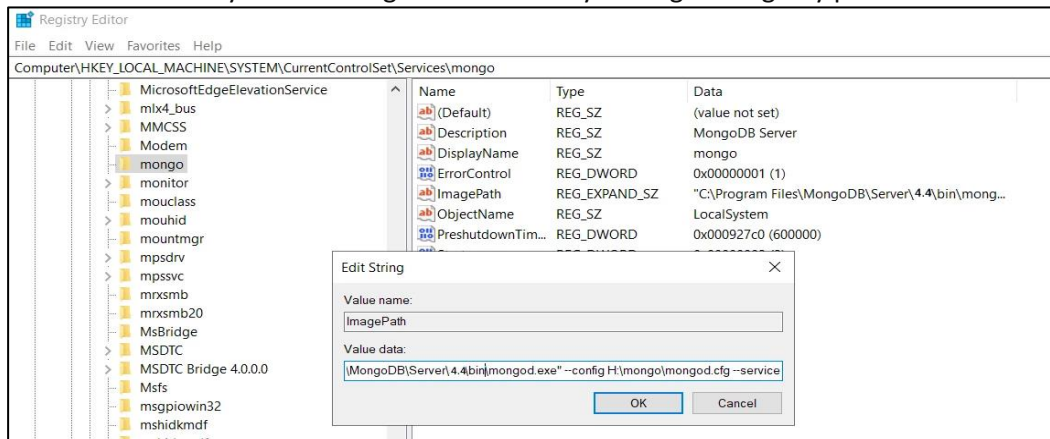 Registry Editor
File Edit View Favorites Help
Computer\HKEY_LOCAL_MACHINE\SYSTEM\CurrentControlSet\Services\mongo
MicrosoftEdgeElevationService
mlx4_bus
MMCSS
Modem
mongo
monitor
mouclass
mouhid
mountmgr
mpsdrv
mpssvc
mrxsmb
mrxsmb20
MsBridge
MSDTC
MSDTC Bridge 4.0.0.0
Msfs
msgpiowin32
mshidkmdf
Name Type Data
(Default) REG_SZ (value not set)
Description REG_SZ MongoDB Server
DisplayName REG_SZ mongo
ErrorControl REG_DWORD 0x00000001 (1)
ImagePath REG_EXPAND_SZ "C:\Program Files\MongoDB\Server\4.4\bin\mong...
ObjectName REG_SZ LocalSystem
PreshutdownTim... REG_DWORD 0x000927c0 (600000)
Edit String
Value name:
ImagePath
Value data:
\MongoDB\Server\4.4\bin\mongod.exe" --config H:\mongo\mongod.cfg --service
OK Cancel